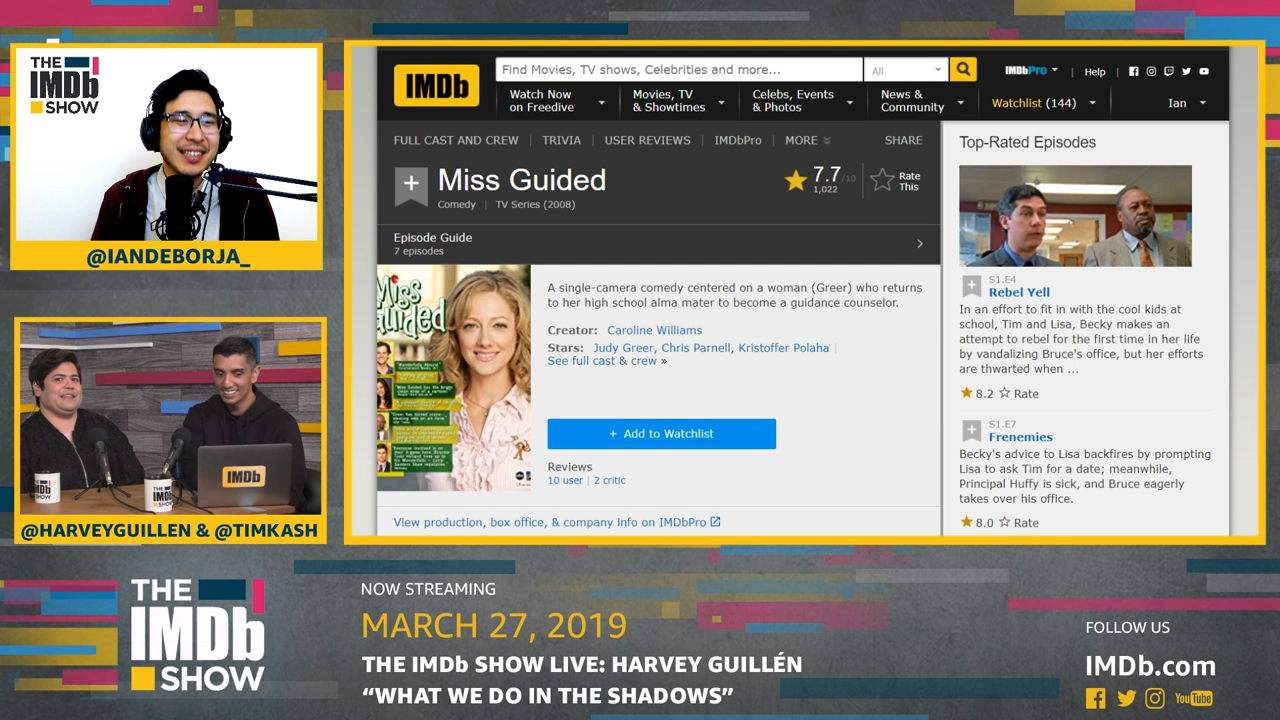 THE
IMDb
SHOW
@IANDEBORJA_
IMDb
@HARVEYGUILLEN & @TIMKASH
IMDb
Find Movies, TV shows, Celebrities and more...
All
IMDbPro
Help
Watch Now
on Freedive
Movies, TV
& Showtimes
Celebs, Events
& Photos
News &
Community
Watchlist (144)
Ian
FULL CAST AND CREW | TRIVIA | USER REVIEWS | IMDbPro | MORE
SHARE
+ Miss Guided
Comedy | TV Series (2008)
7.7/10
1,022
Rate
This
Episode Guide
7 episodes
Miss
Guided
A single-camera comedy centered on a woman (Greer) who returns
to her high school alma mater to become a guidance counselor.
Creator: Caroline Williams
Stars: Judy Greer, Chris Parnell, Kristoffer Polaha |
See full cast & crew »
+ Add to Watchlist
Reviews
10 user | 2 critic
View production, box office, & company info on IMDbPro
Top-Rated Episodes
S1.E4
Rebel Yell
In an effort to fit in with the cool kids at
school, Tim and Lisa, Becky makes an
attempt to rebel for the first time in her life
by vandalizing Bruce's office, but her efforts
are thwarted when ...
8.2 Rate
S1.E7
Frenemies
Becky's advice to Lisa backfires by prompting
Lisa to ask Tim for a date; meanwhile,
Principal Huffy is sick, and Bruce eagerly
takes over his office.
8.0 Rate
THE
IMDb
SHOW
NOW STREAMING
MARCH 27, 2019
THE IMDb SHOW LIVE: HARVEY GUILLÉN
“WHAT WE DO IN THE SHADOWS”
FOLLOW US
IMDb.com
YouTube